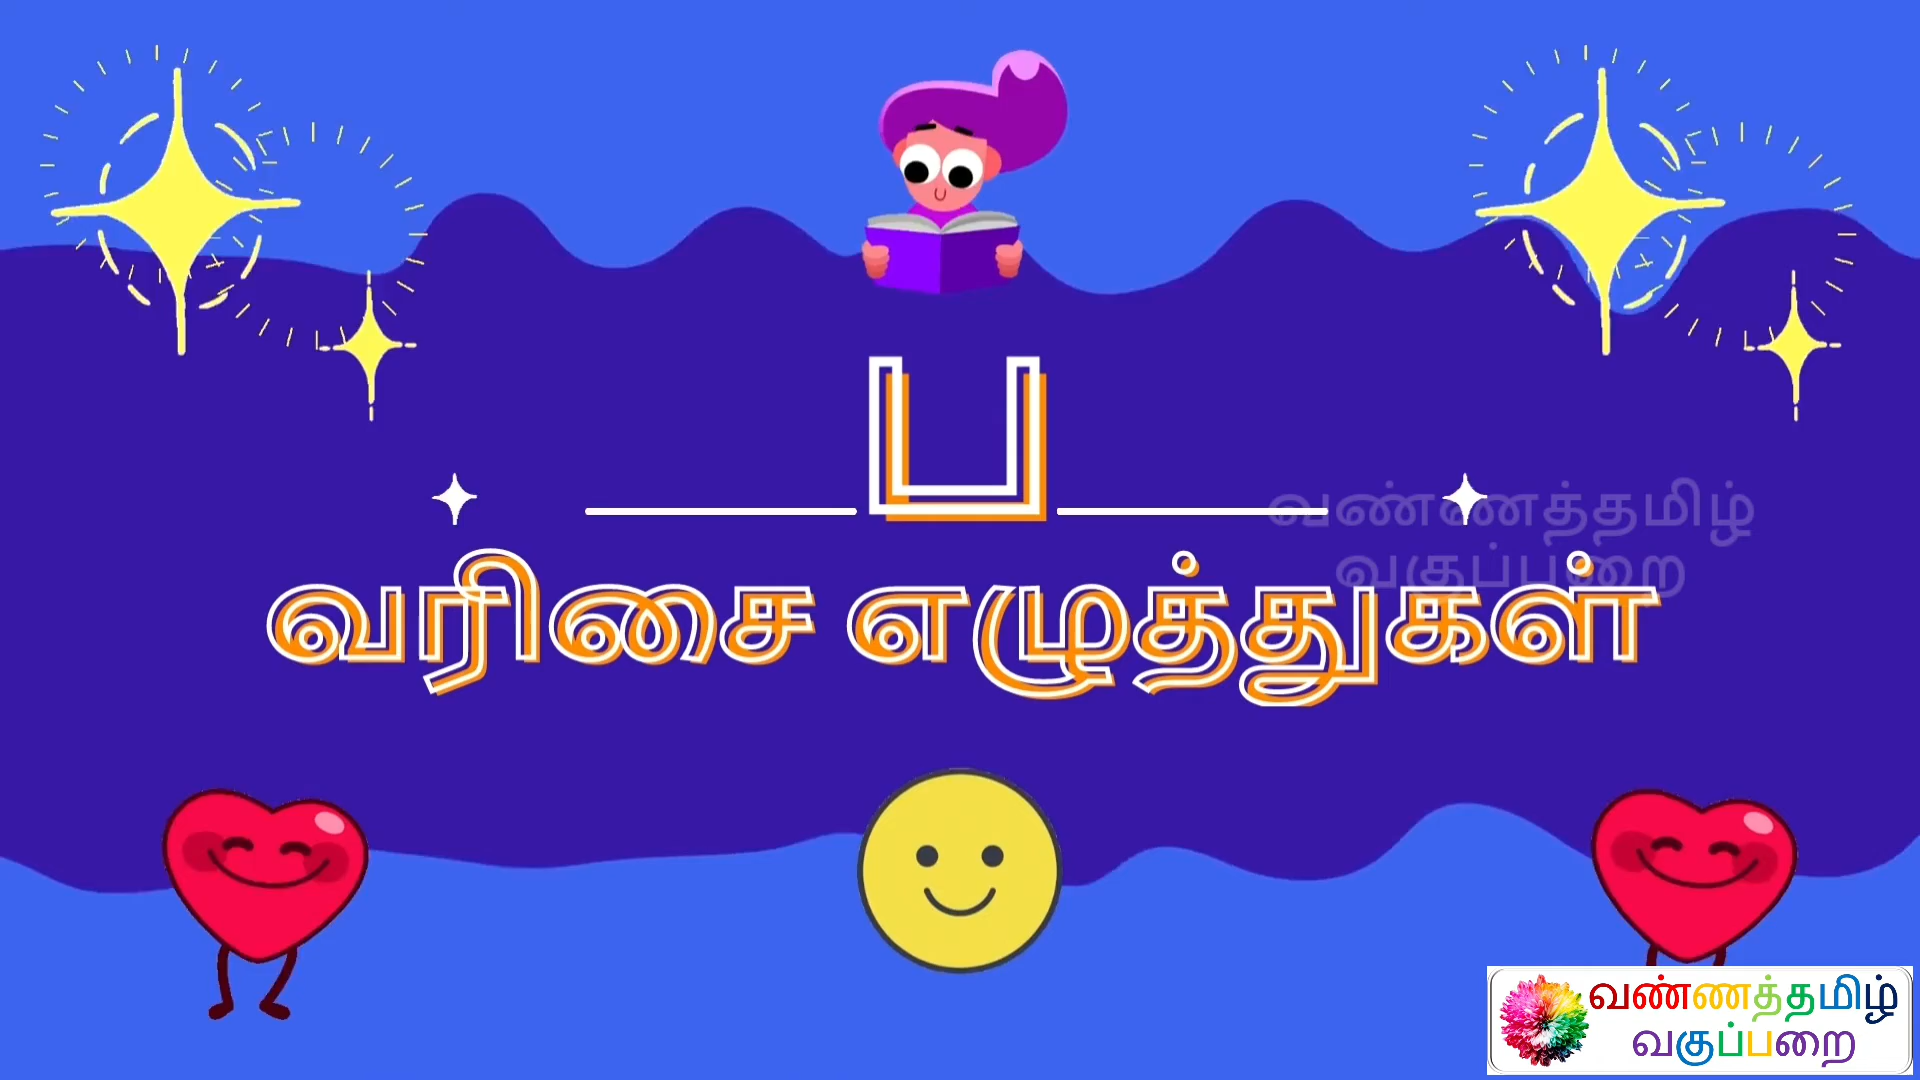 ப
வரிசை எழுத்துகள்
வண்ணத்தமிழ்
வகுப்பறை
வண்ணத்தமிழ்
வகுப்பறை